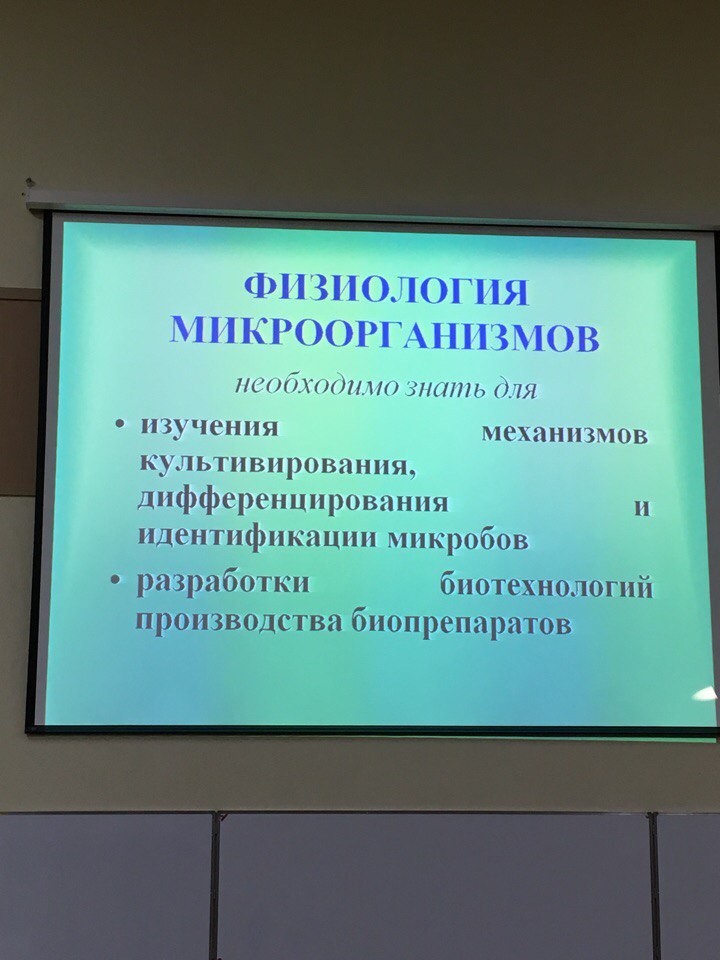 ФИЗИОЛОГИЯ
МИКРООРГАНИЗМОВ
необходимо знать для
• изучения механизмов
культивирования,
дифференцирования и
идентификации микробов
• разработки биотехнологий
производства биопрепаратов